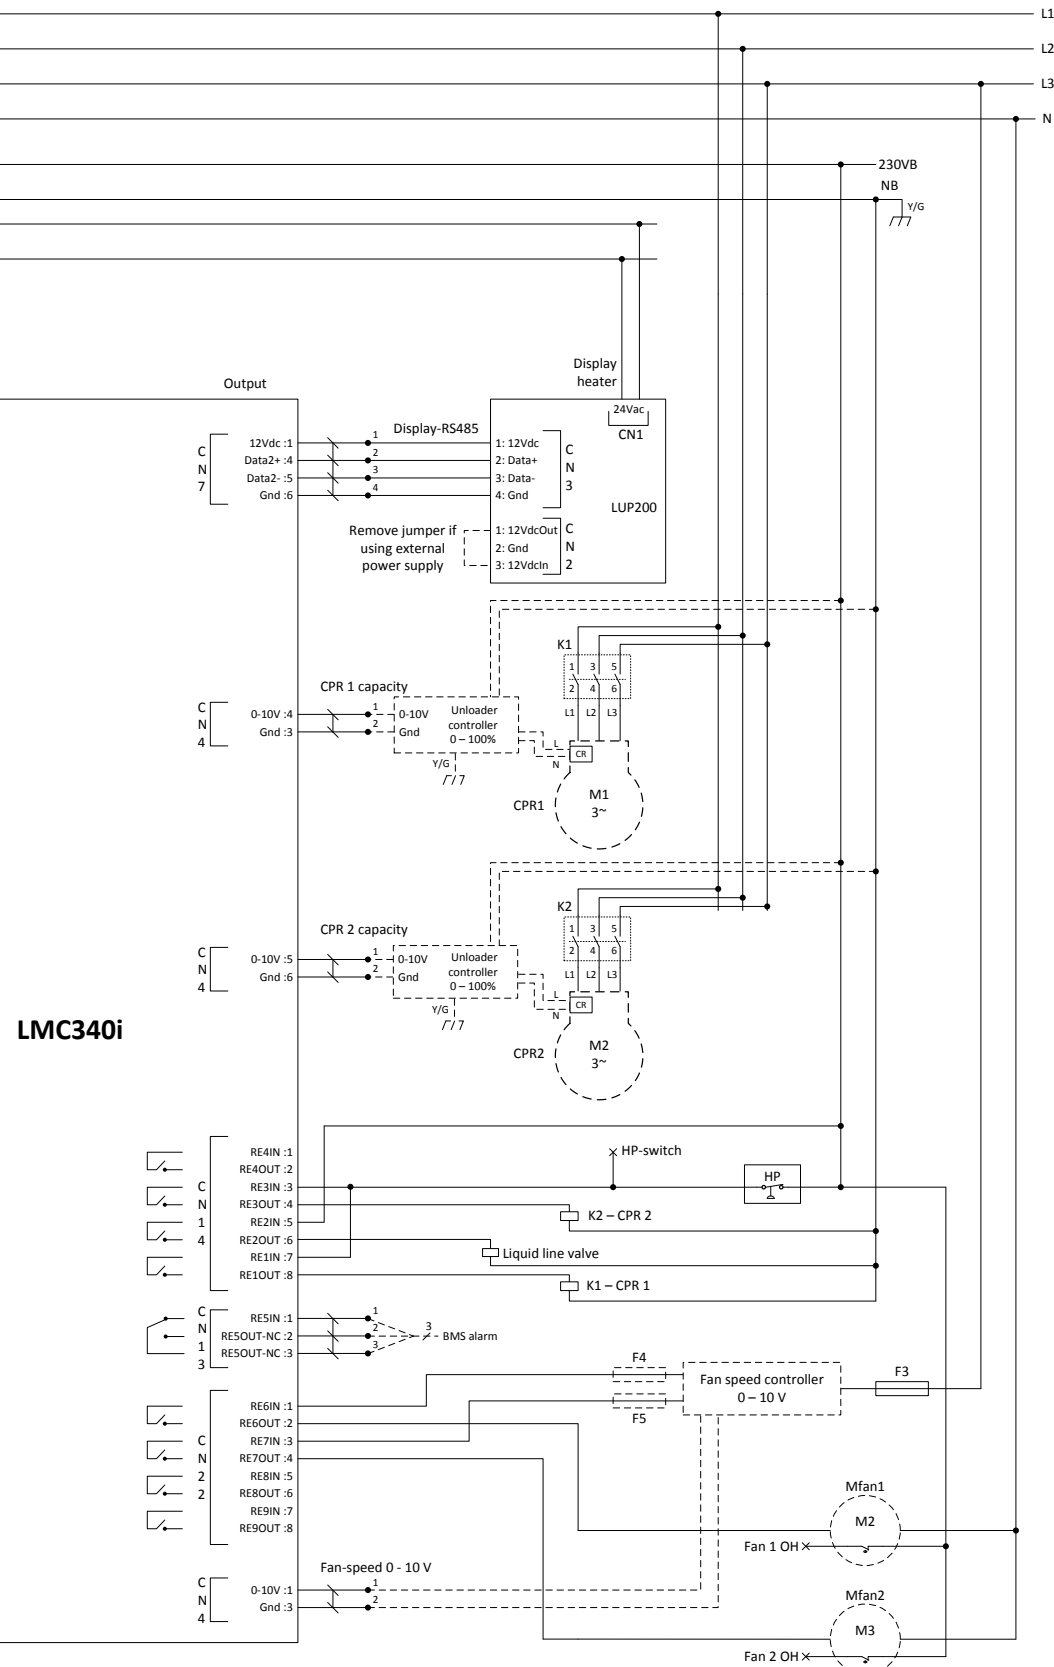 L1
L2
L3
N
230VB
NB
Y/G
Display
heater
Output
24Vac
CN1
Display-RS485
C
N
7
12Vdc :1
Data2+ :4
Data2- :5
Gnd :6
1
2
3
4
1: 12Vdc
2: Data+
3: Data-
4: Gnd
C
N
3
LUP200
Remove jumper if
using external
power supply
1: 12VdcOut
2: Gnd
3: 12VdcIn
C
N
2
K1
1 3 5
2 4 6
L1 L2 L3
CPR 1 capacity
C
N
4
0-10V :4
Gnd :3
1
2
0-10V
Gnd
Unloader
controller
0 – 100%
Y/G
L
N
CR
CPR1
M1
3~
K2
1 3 5
2 4 6
L1 L2 L3
CPR 2 capacity
C
N
4
0-10V :5
Gnd :6
1
2
0-10V
Gnd
Unloader
controller
0 – 100%
Y/G
L
N
CR
LMC340i
CPR2
M2
3~
C
N
1
4
RE4IN :1
RE4OUT :2
RE3IN :3
RE3OUT :4
RE2IN :5
RE2OUT :6
RE1IN :7
RE1OUT :8
HP-switch
HP
K2 – CPR 2
Liquid line valve
K1 – CPR 1
C
N
1
3
RE5IN :1
RE5OUT-NC :2
RE5OUT-NC :3
1
2
3
3
BMS alarm
F4
F5
Fan speed controller
0 – 10 V
F3
C
N
2
2
RE6IN :1
RE6OUT :2
RE7IN :3
RE7OUT :4
RE8IN :5
RE8OUT :6
RE9IN :7
RE9OUT :8
Mfan1
M2
Fan 1 OH
Fan-speed 0 - 10 V
C
N
4
0-10V :1
Gnd :3
1
2
Mfan2
M3
Fan 2 OH